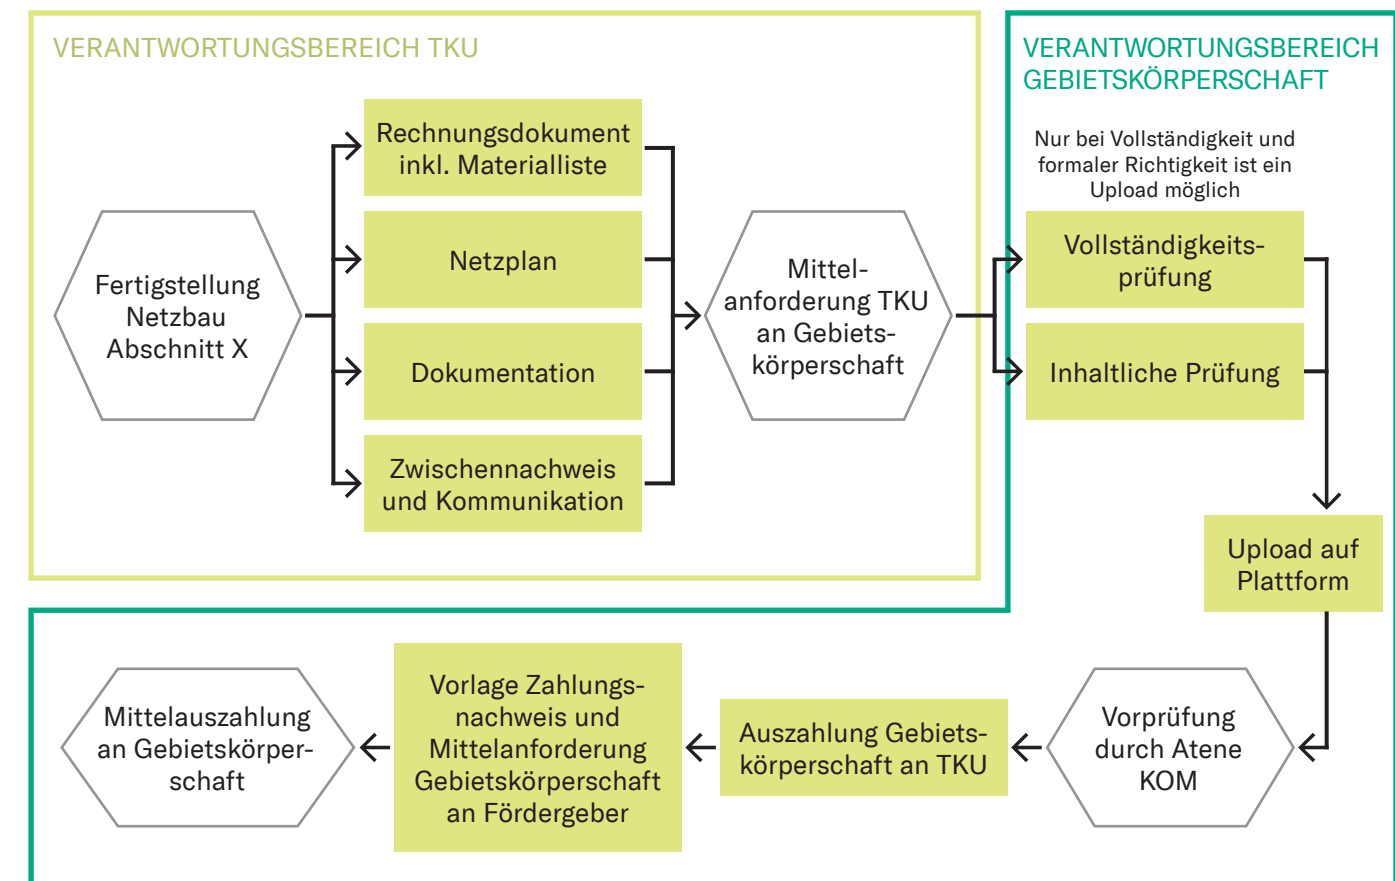 VERANTWORTUNGSBEREICH TKU
Fertigstellung
Netzbau
Abschnitt X
Rechnungsdokument
inkl. Materialliste
Netzplan
Dokumentation
Zwischennachweis
und Kommunikation
Mittel-
anforderung TKU
an Gebiets-
körperschaft
VERANTWORTUNGSBEREICH
GEBIETSKÖRPERSCHAFT
Nur bei Vollständigkeit und
formaler Richtigkeit ist ein
Upload möglich
Vollständigkeits-
prüfung
Inhaltliche Prüfung
Upload auf
Plattform
Vorprüfung
durch Atene
KOM
Auszahlung Gebiets-
körperschaft an TKU
Vorlage Zahlungs-
nachweis und
Mittelanforderung
Gebietskörperschaft
an Fördergeber
Mittelauszahlung
an Gebietskörper-
schaft